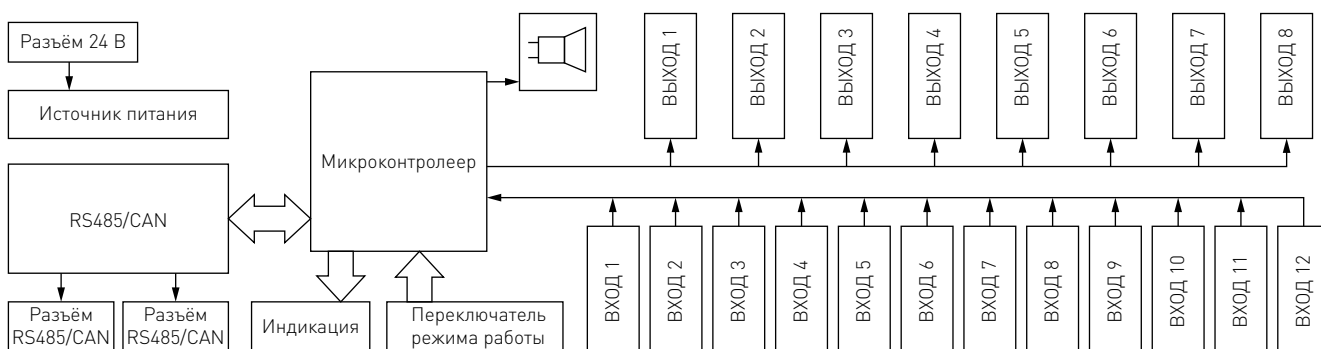 Разъём 24 В
Источник питания
RS485/CAN
Разъём
RS485/CAN
Разъём
RS485/CAN
Микроконтролеер
Индикация
Переключатель
режима работы
ВЫХОД 1
ВЫХОД 2
ВЫХОД 3
ВЫХОД 4
ВЫХОД 5
ВЫХОД 6
ВЫХОД 7
ВЫХОД 8
ВХОД 1
ВХОД 2
ВХОД 3
ВХОД 4
ВХОД 5
ВХОД 6
ВХОД 7
ВХОД 8
ВХОД 9
ВХОД 10
ВХОД 11
ВХОД 12